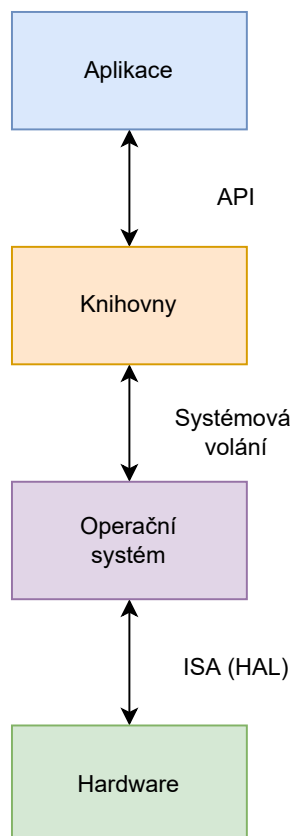 Aplikace
API
Knihovny
Systémová
volání
Operační
systém
ISA (HAL)
Hardware